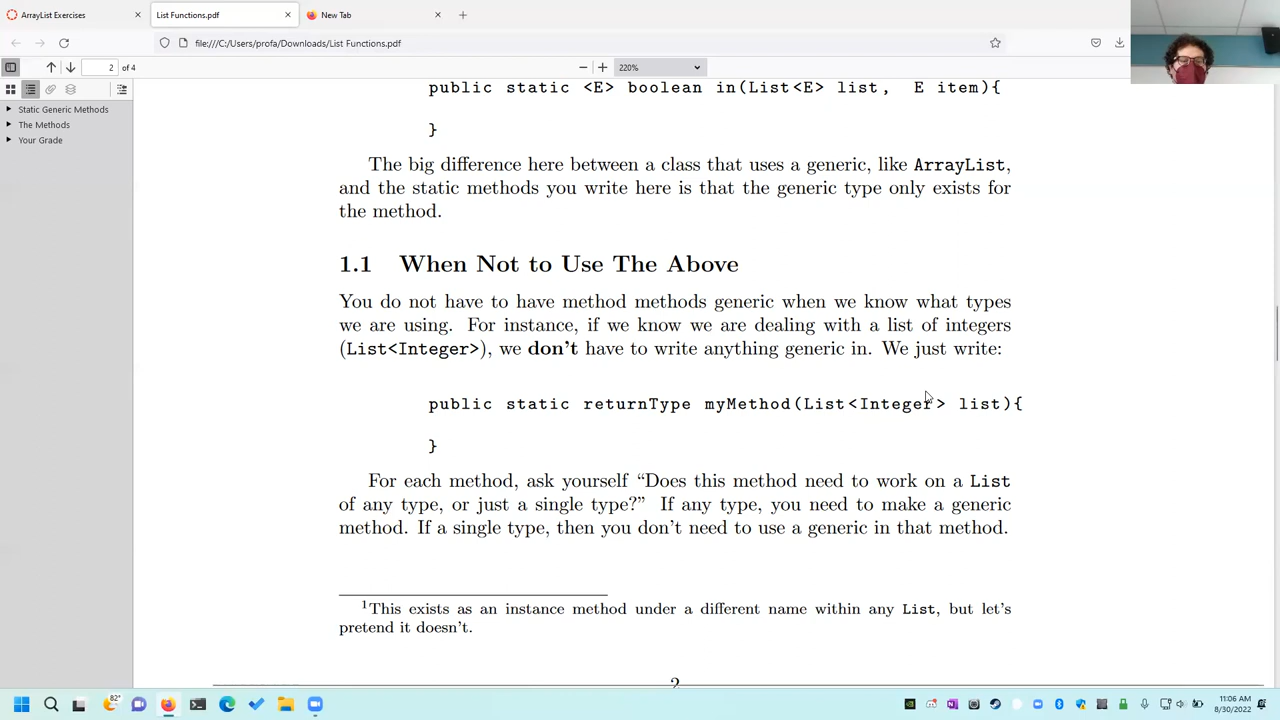 ArrayList Exercises
List Functions.pdf
New Tab
file:///C:/Users/profa/Downloads/List Functions.pdf
2 of 4
220%
Static Generic Methods
The Methods
Your Grade
public static <E> boolean in(List<E> list, E item){
}
The big difference here between a class that uses a generic, like ArrayList,
and the static methods you write here is that the generic type only exists for
the method.
1.1 When Not to Use The Above
You do not have to have method methods generic when we know what types
we are using. For instance, if we know we are dealing with a list of integers
(List<Integer>), we don't have to write anything generic in. We just write:
public static returnType myMethod(List<Integer> list){
}
For each method, ask yourself “Does this method need to work on a List
of any type, or just a single type?” If any type, you need to make a generic
method. If a single type, then you don't need to use a generic in that method.
1This exists as an instance method under a different name within any List, but let's
pretend it doesn't.
2
82°
11:06 AM
8/30/2022